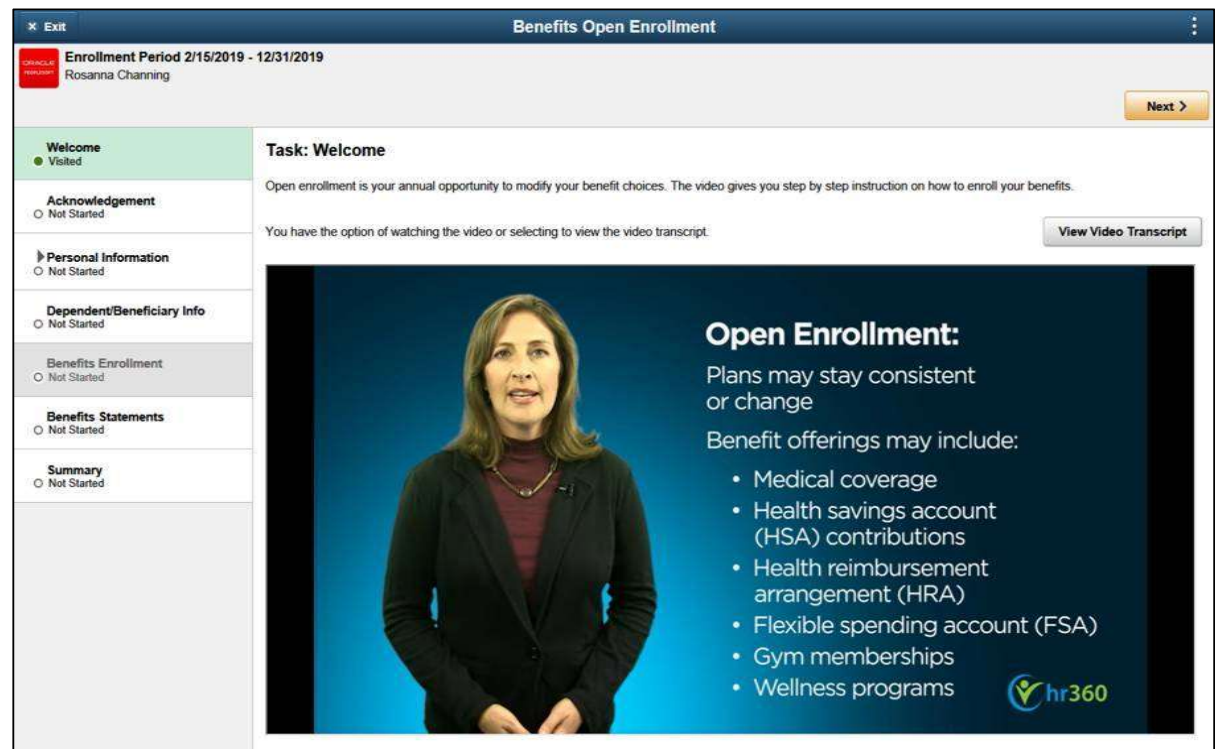 × Exit
Benefits Open Enrollment
ORACLE
PEOPLESOFT
Enrollment Period 2/15/2019 - 12/31/2019
Rosanna Channing
Next >
Welcome
Visited
Acknowledgement
Not Started
Personal Information
Not Started
Dependent/Beneficiary Info
Not Started
Benefits Enrollment
Not Started
Benefits Statements
Not Started
Summary
Not Started
Task: Welcome
Open enrollment is your annual opportunity to modify your benefit choices. The video gives you step by step instruction on how to enroll your benefits.
You have the option of watching the video or selecting to view the video transcript.
View Video Transcript
Open Enrollment:
Plans may stay consistent
or change
Benefit offerings may include:
• Medical coverage
• Health savings account
(HSA) contributions
• Health reimbursement
arrangement (HRA)
• Flexible spending account (FSA)
• Gym memberships
• Wellness programs
hr360